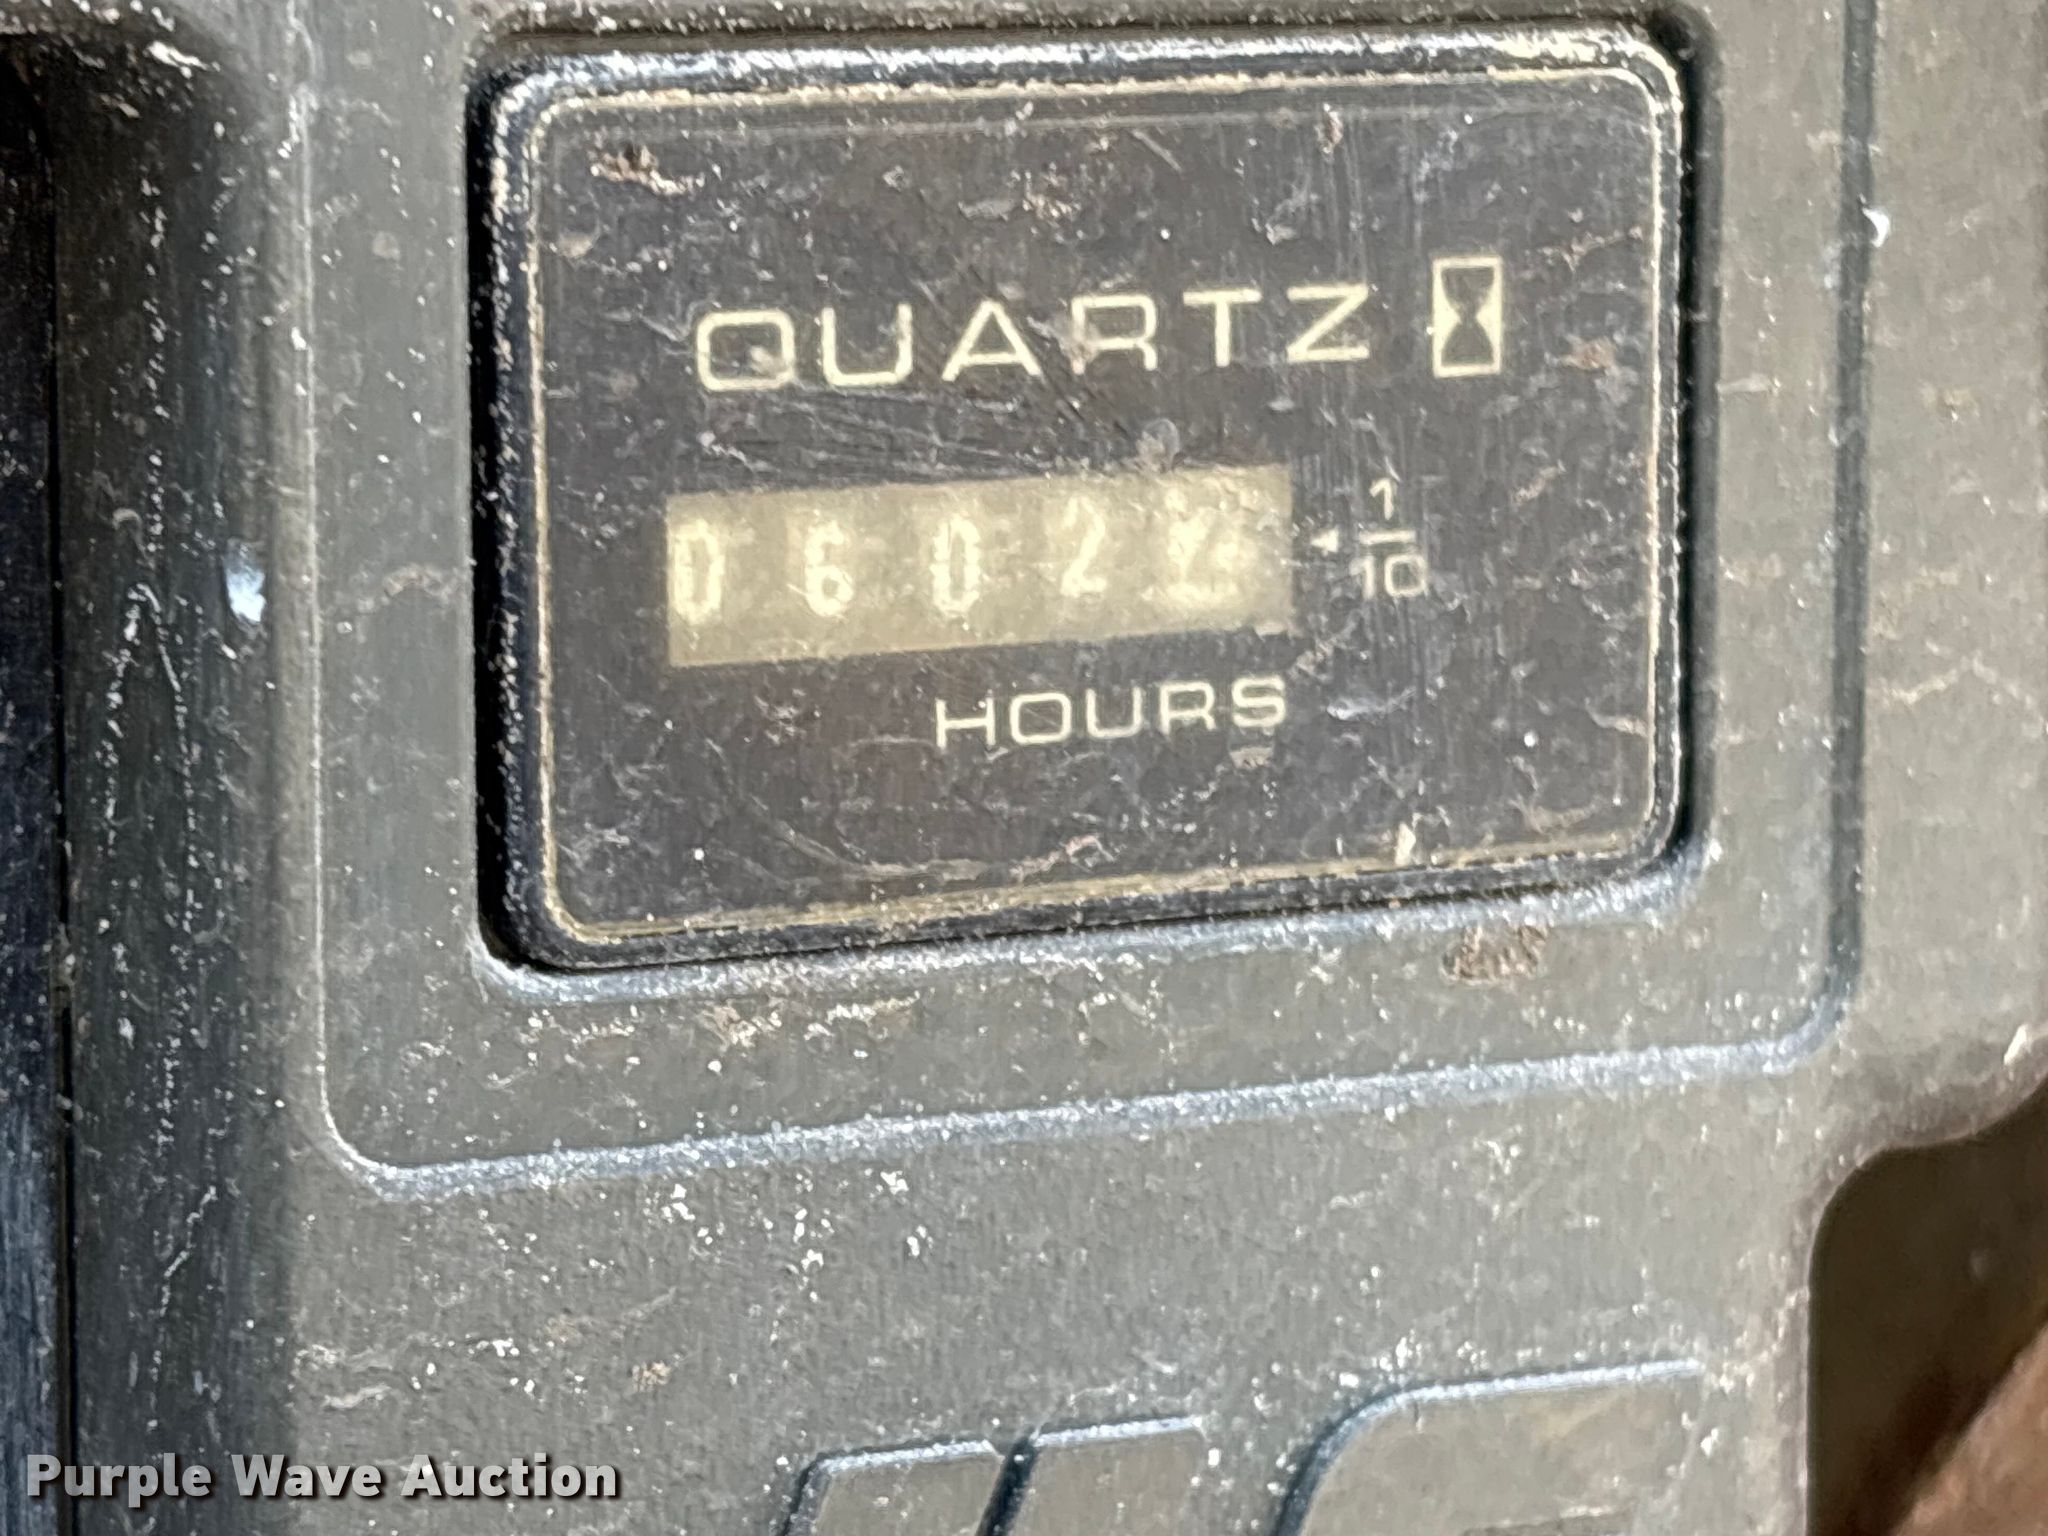 QUARTZ
0602
1/10
HOURS
Purple Wave Auction